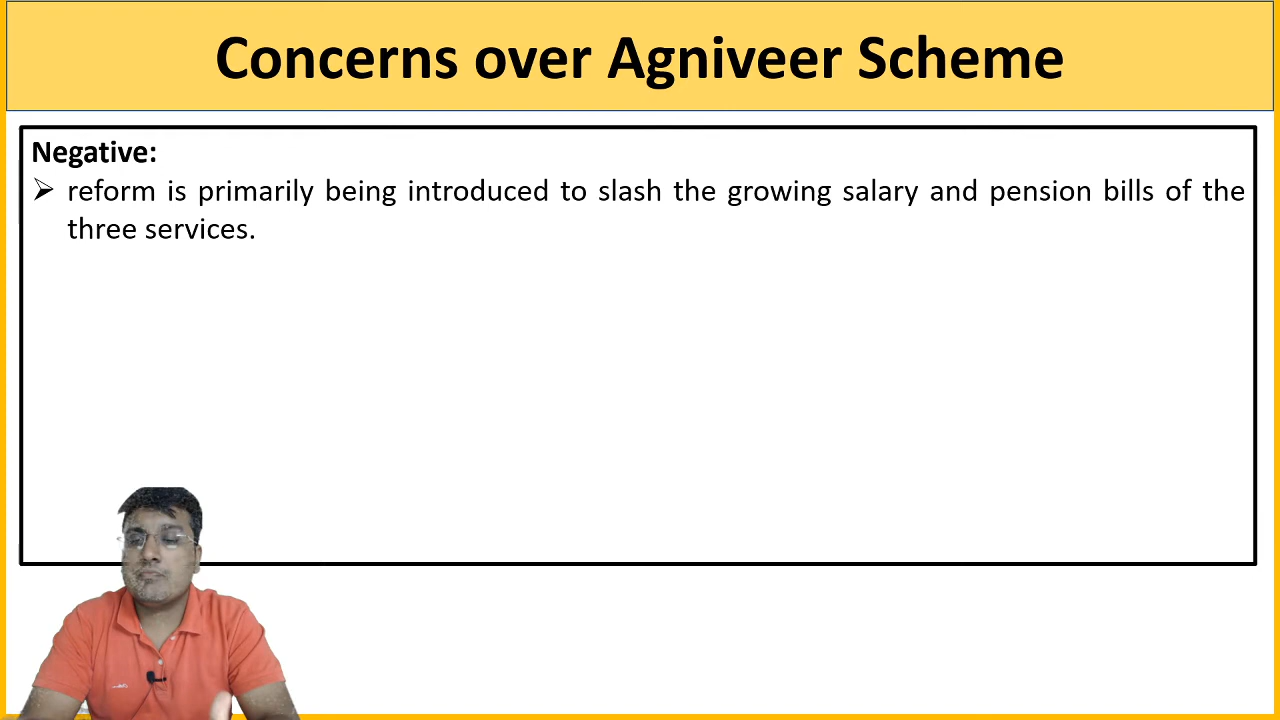 Concerns over Agniveer Scheme
Negative:
➢ reform is primarily being introduced to slash the growing salary and pension bills of the
three services.